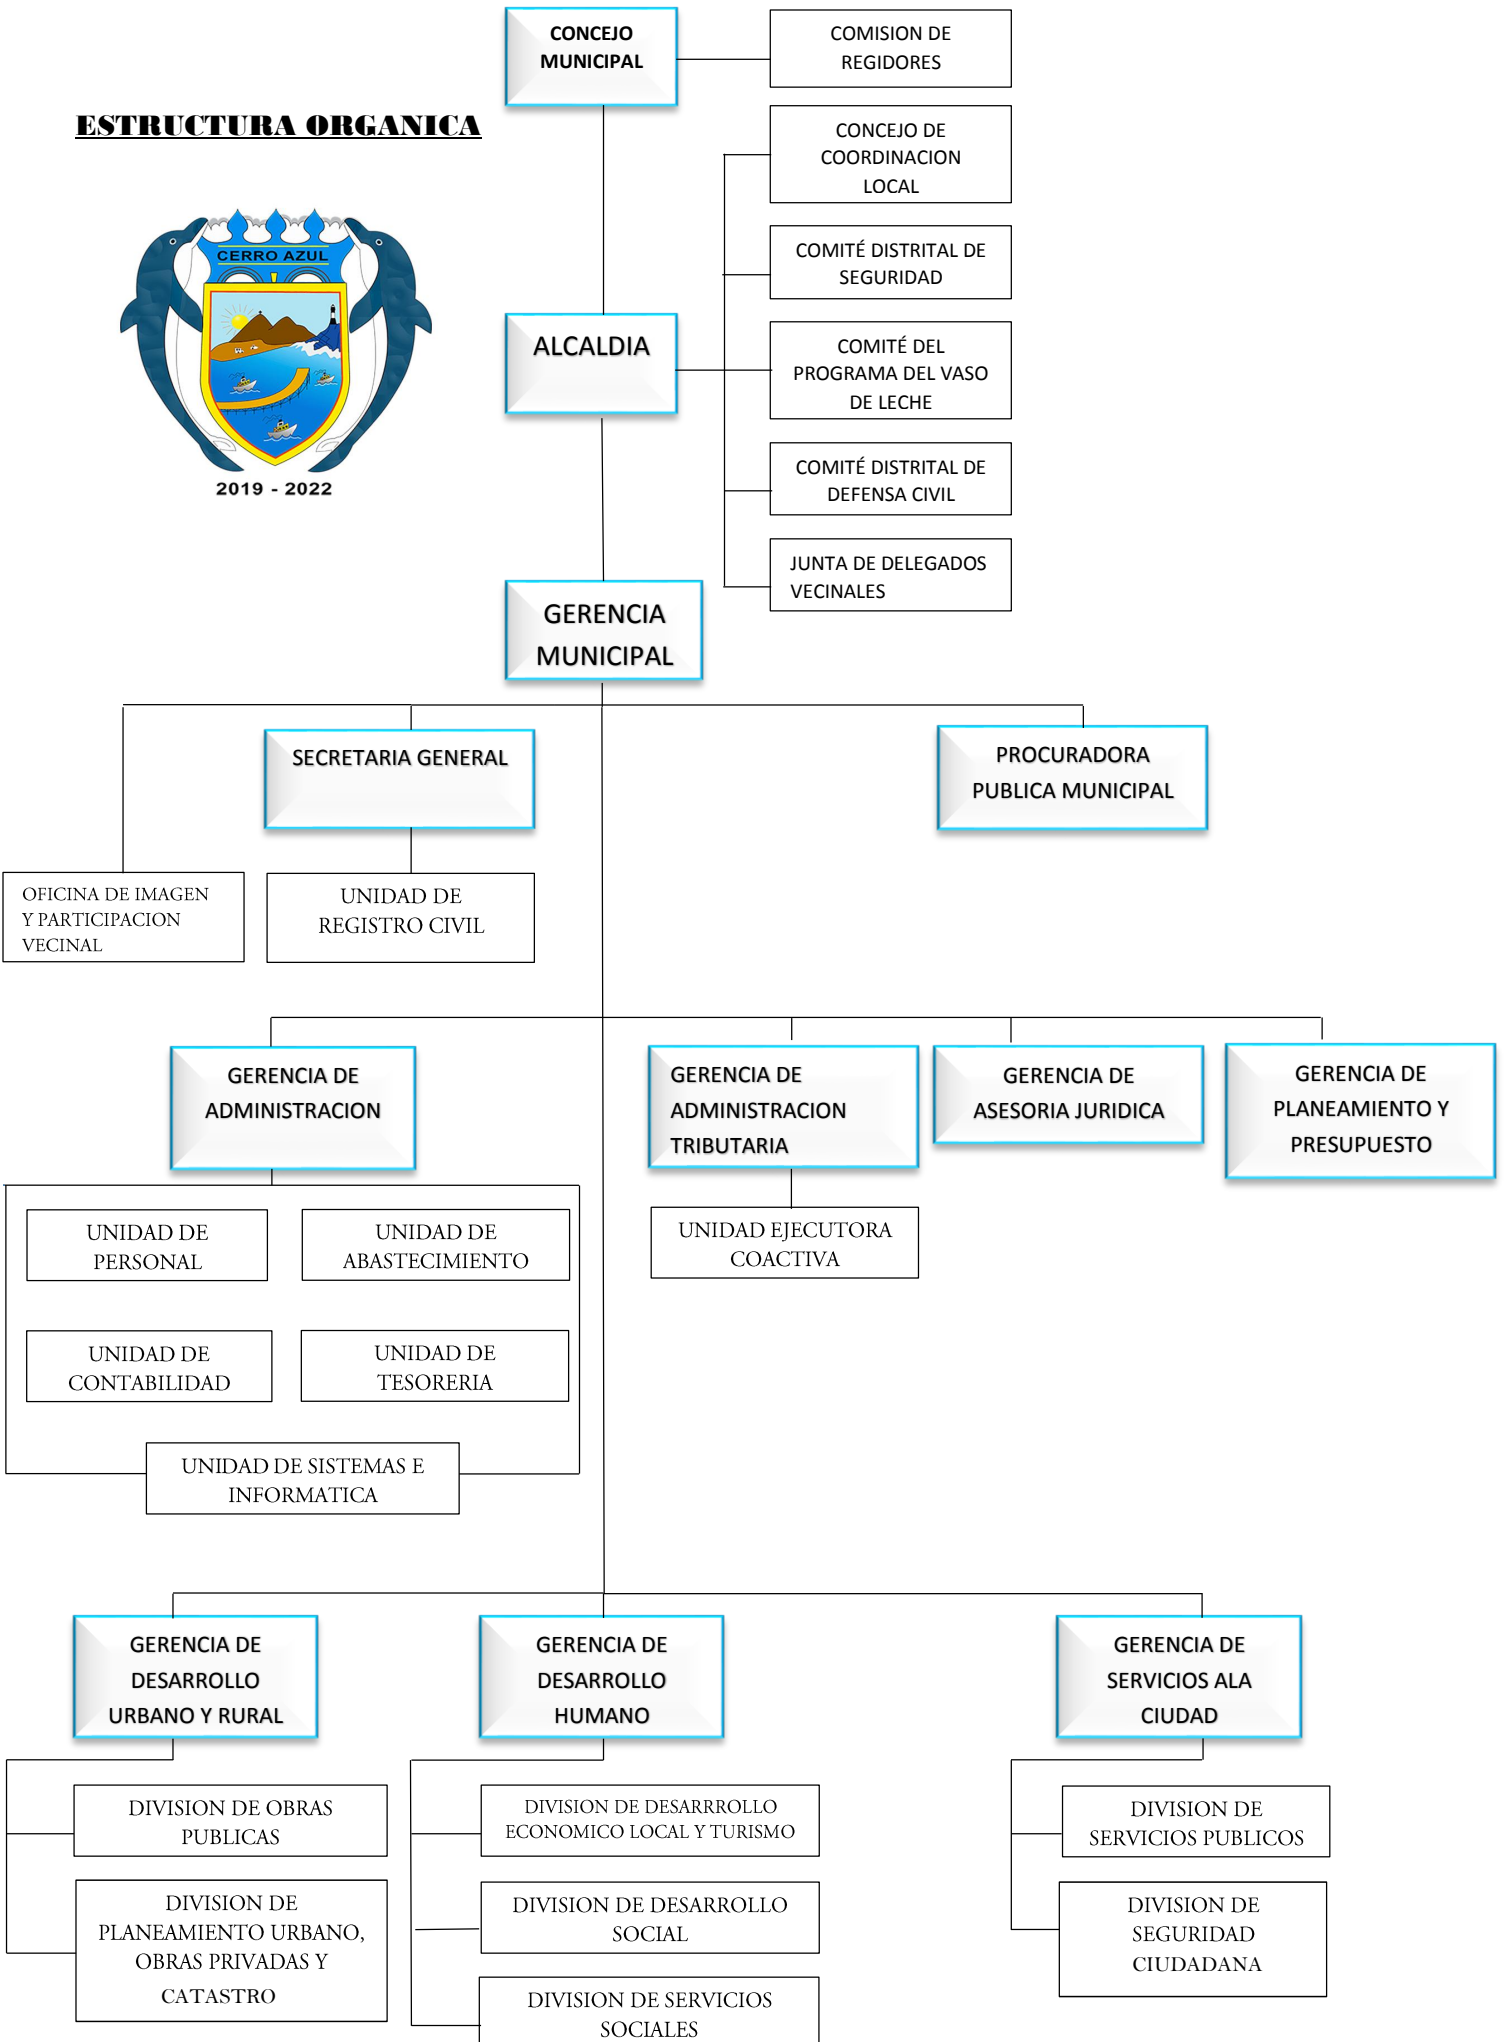 CONCEJO
MUNICIPAL
COMISION DE
REGIDORES
ESTRUCTURA ORGANICA
CERRO AZUL
2019 - 2022
CONCEJO DE
COORDINACION
LOCAL
COMITÉ DISTRITAL DE
SEGURIDAD
ALCALDIA
COMITÉ DEL
PROGRAMA DEL VASO
DE LECHE
COMITÉ DISTRITAL DE
DEFENSA CIVIL
JUNTA DE DELEGADOS
VECINALES
GERENCIA
MUNICIPAL
SECRETARIA GENERAL
PROCURADORA
PUBLICA MUNICIPAL
OFICINA DE IMAGEN
Y PARTICIPACION
VECINAL
UNIDAD DE
REGISTRO CIVIL
GERENCIA DE
ADMINISTRACION
GERENCIA DE
ADMINISTRACION
TRIBUTARIA
GERENCIA DE
ASESORIA JURIDICA
GERENCIA DE
PLANEAMIENTO Y
PRESUPUESTO
UNIDAD DE
PERSONAL
UNIDAD DE
ABASTECIMIENTO
UNIDAD EJECUTORA
COACTIVA
UNIDAD DE
CONTABILIDAD
UNIDAD DE
TESORERIA
UNIDAD DE SISTEMAS E
INFORMATICA
GERENCIA DE
DESARROLLO
URBANO Y RURAL
GERENCIA DE
DESARROLLO
HUMANO
GERENCIA DE
SERVICIOS ALA
CIUDAD
DIVISION DE OBRAS
PUBLICAS
DIVISION DE DESARRROLLO
ECONOMICO LOCAL Y TURISMO
DIVISION DE
SERVICIOS PUBLICOS
DIVISION DE
PLANEAMIENTO URBANO,
OBRAS PRIVADAS Y
CATASTRO
DIVISION DE DESARROLLO
SOCIAL
DIVISION DE
SEGURIDAD
CIUDADANA
DIVISION DE SERVICIOS
SOCIALES